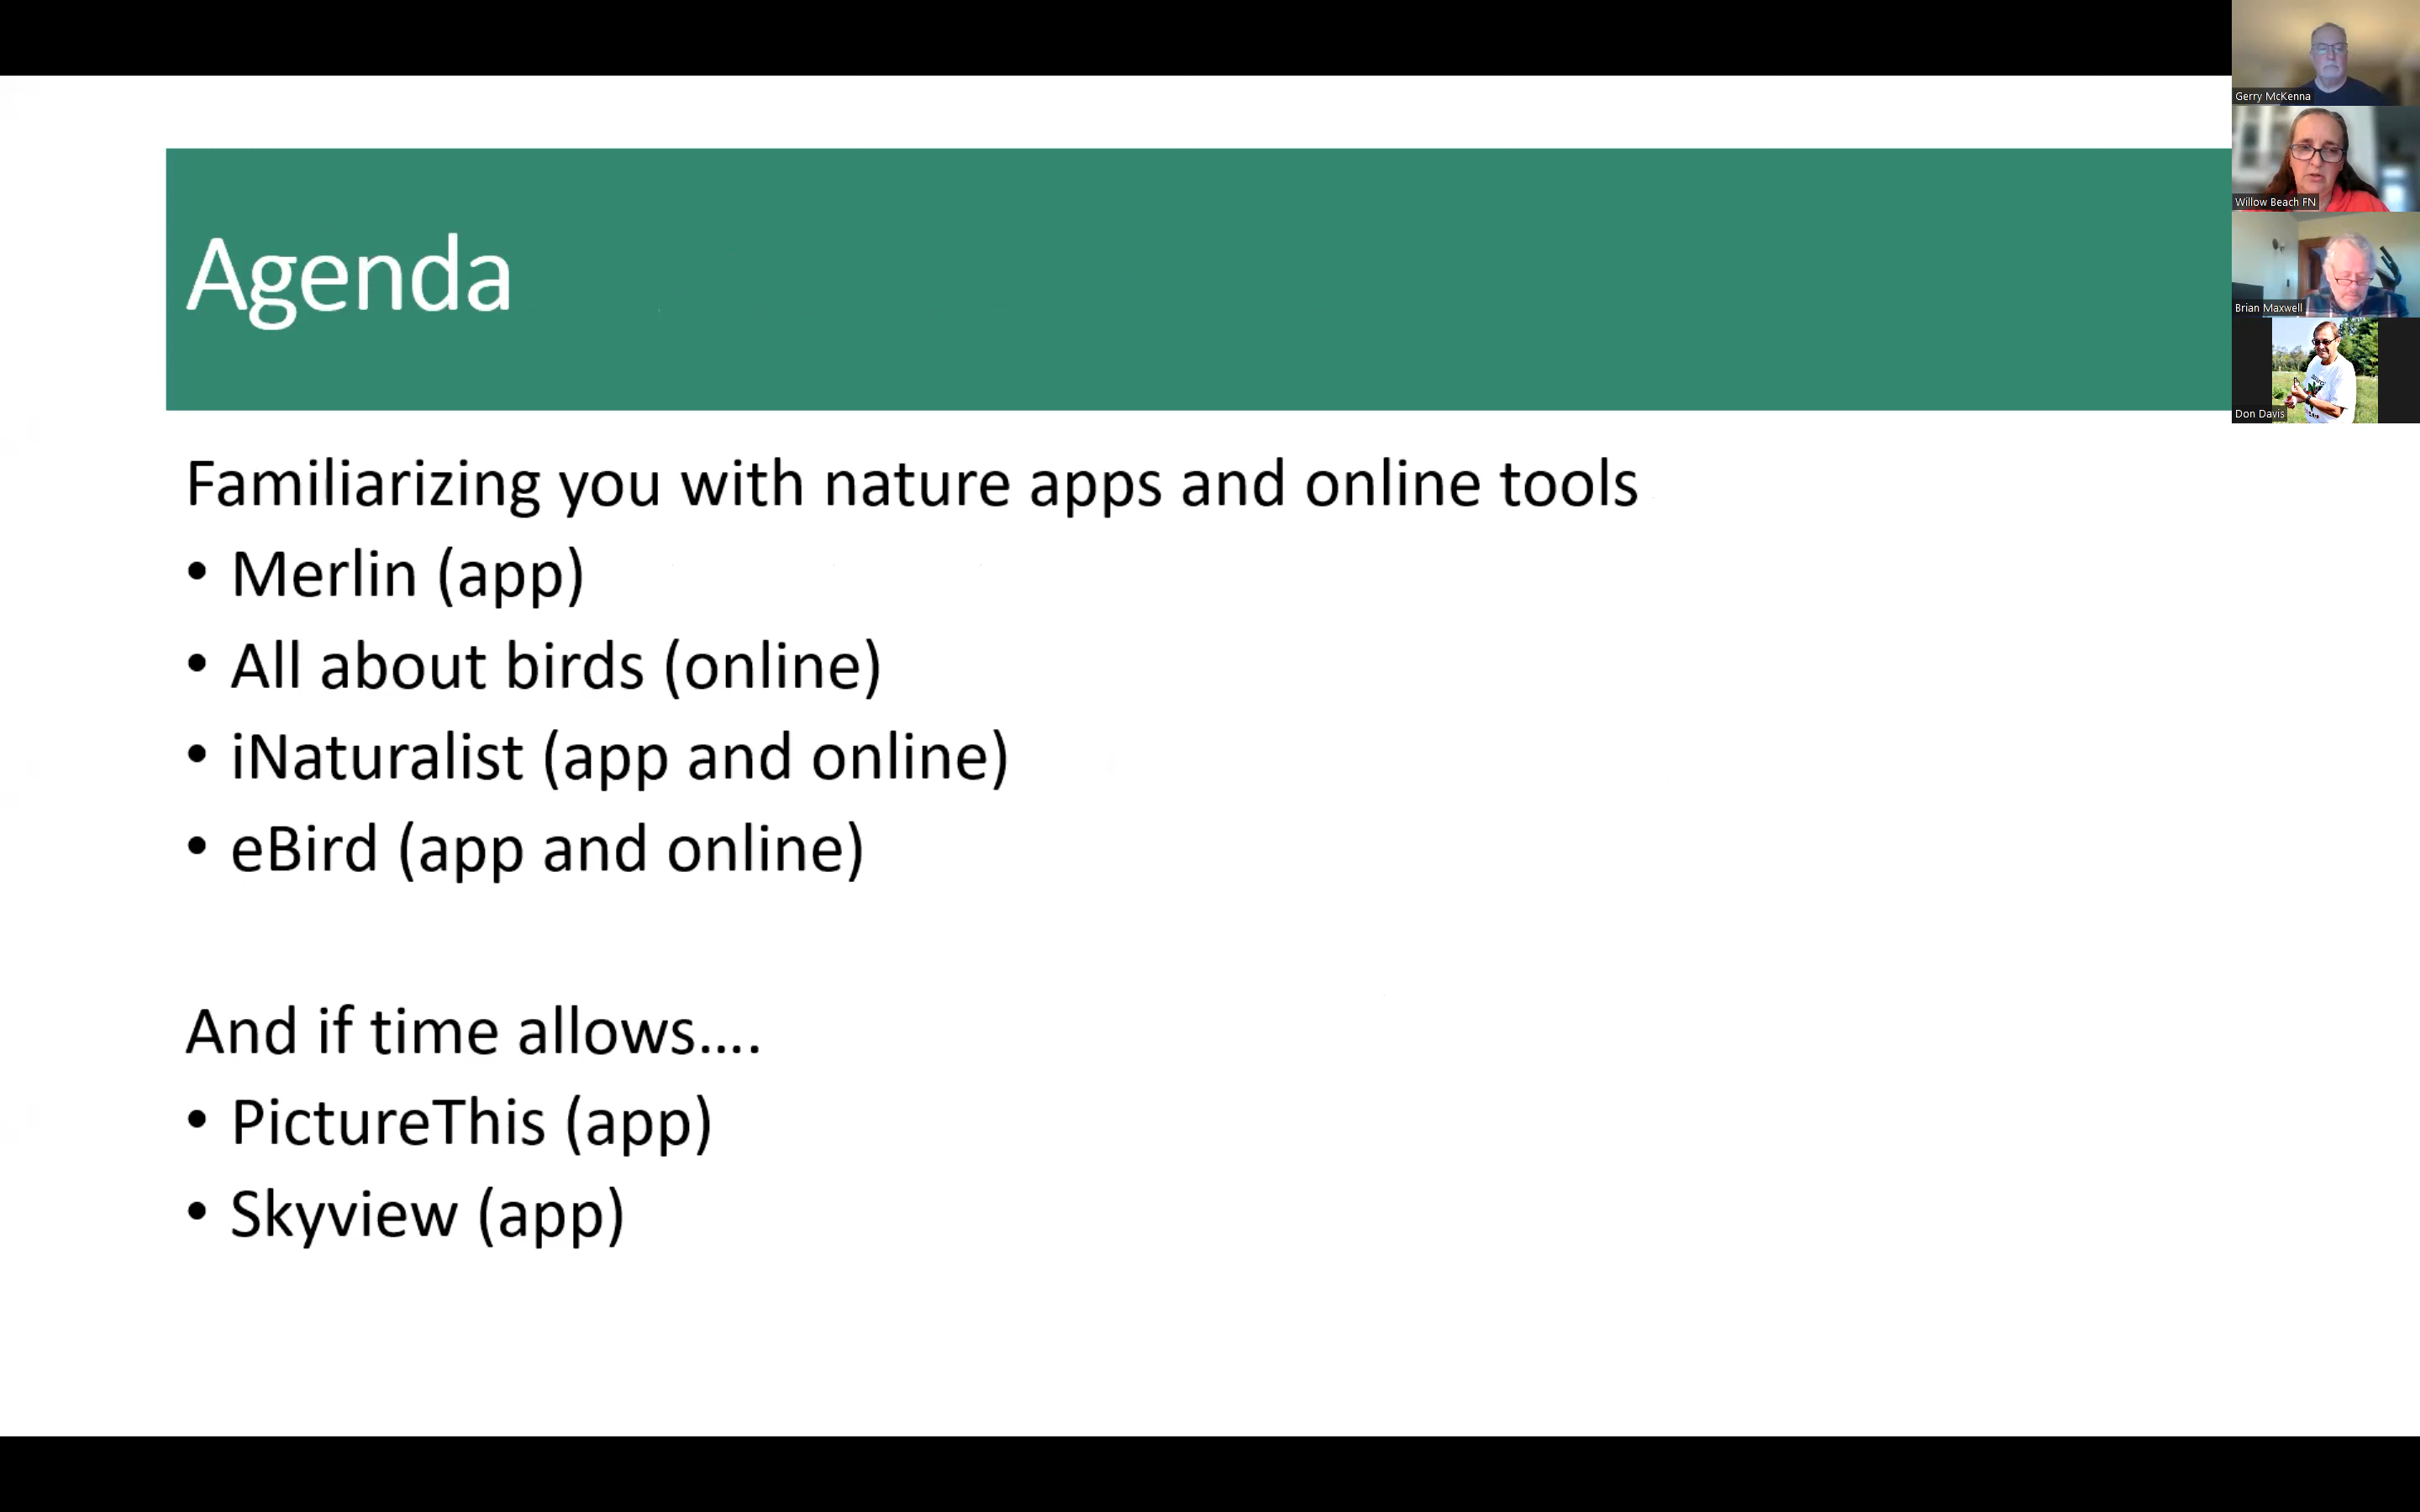 Agenda
Familiarizing you with nature apps and online tools
• Merlin (app)
• All about birds (online)
• iNaturalist (app and online)
• eBird (app and online)
And if time allows....
• PictureThis (app)
• Skyview (app)
Gerry McKenna
Willow Beach FN
Brian Maxwell
Don Davis